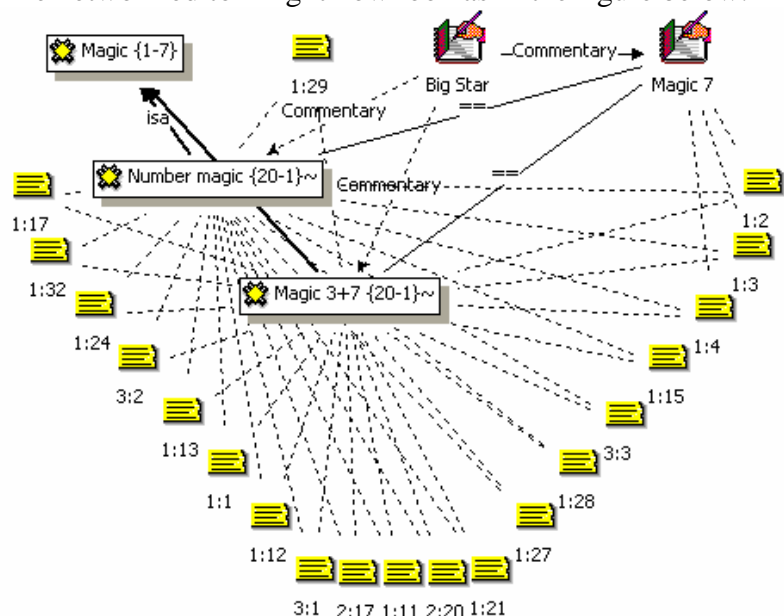 Magic {1-7}
1:29
Commentary
Big Star
Magic 7
Commentary
==
isa
Number magic {20-1}~
Commentary
==
1:17
1:2
1:32
1:3
Magic 3+7 {20-1}~
1:24
1:4
3:2
1:15
1:13
3:3
1:1
1:28
1:12
1:27
3:1 2:17 1:11 2:20 1:21